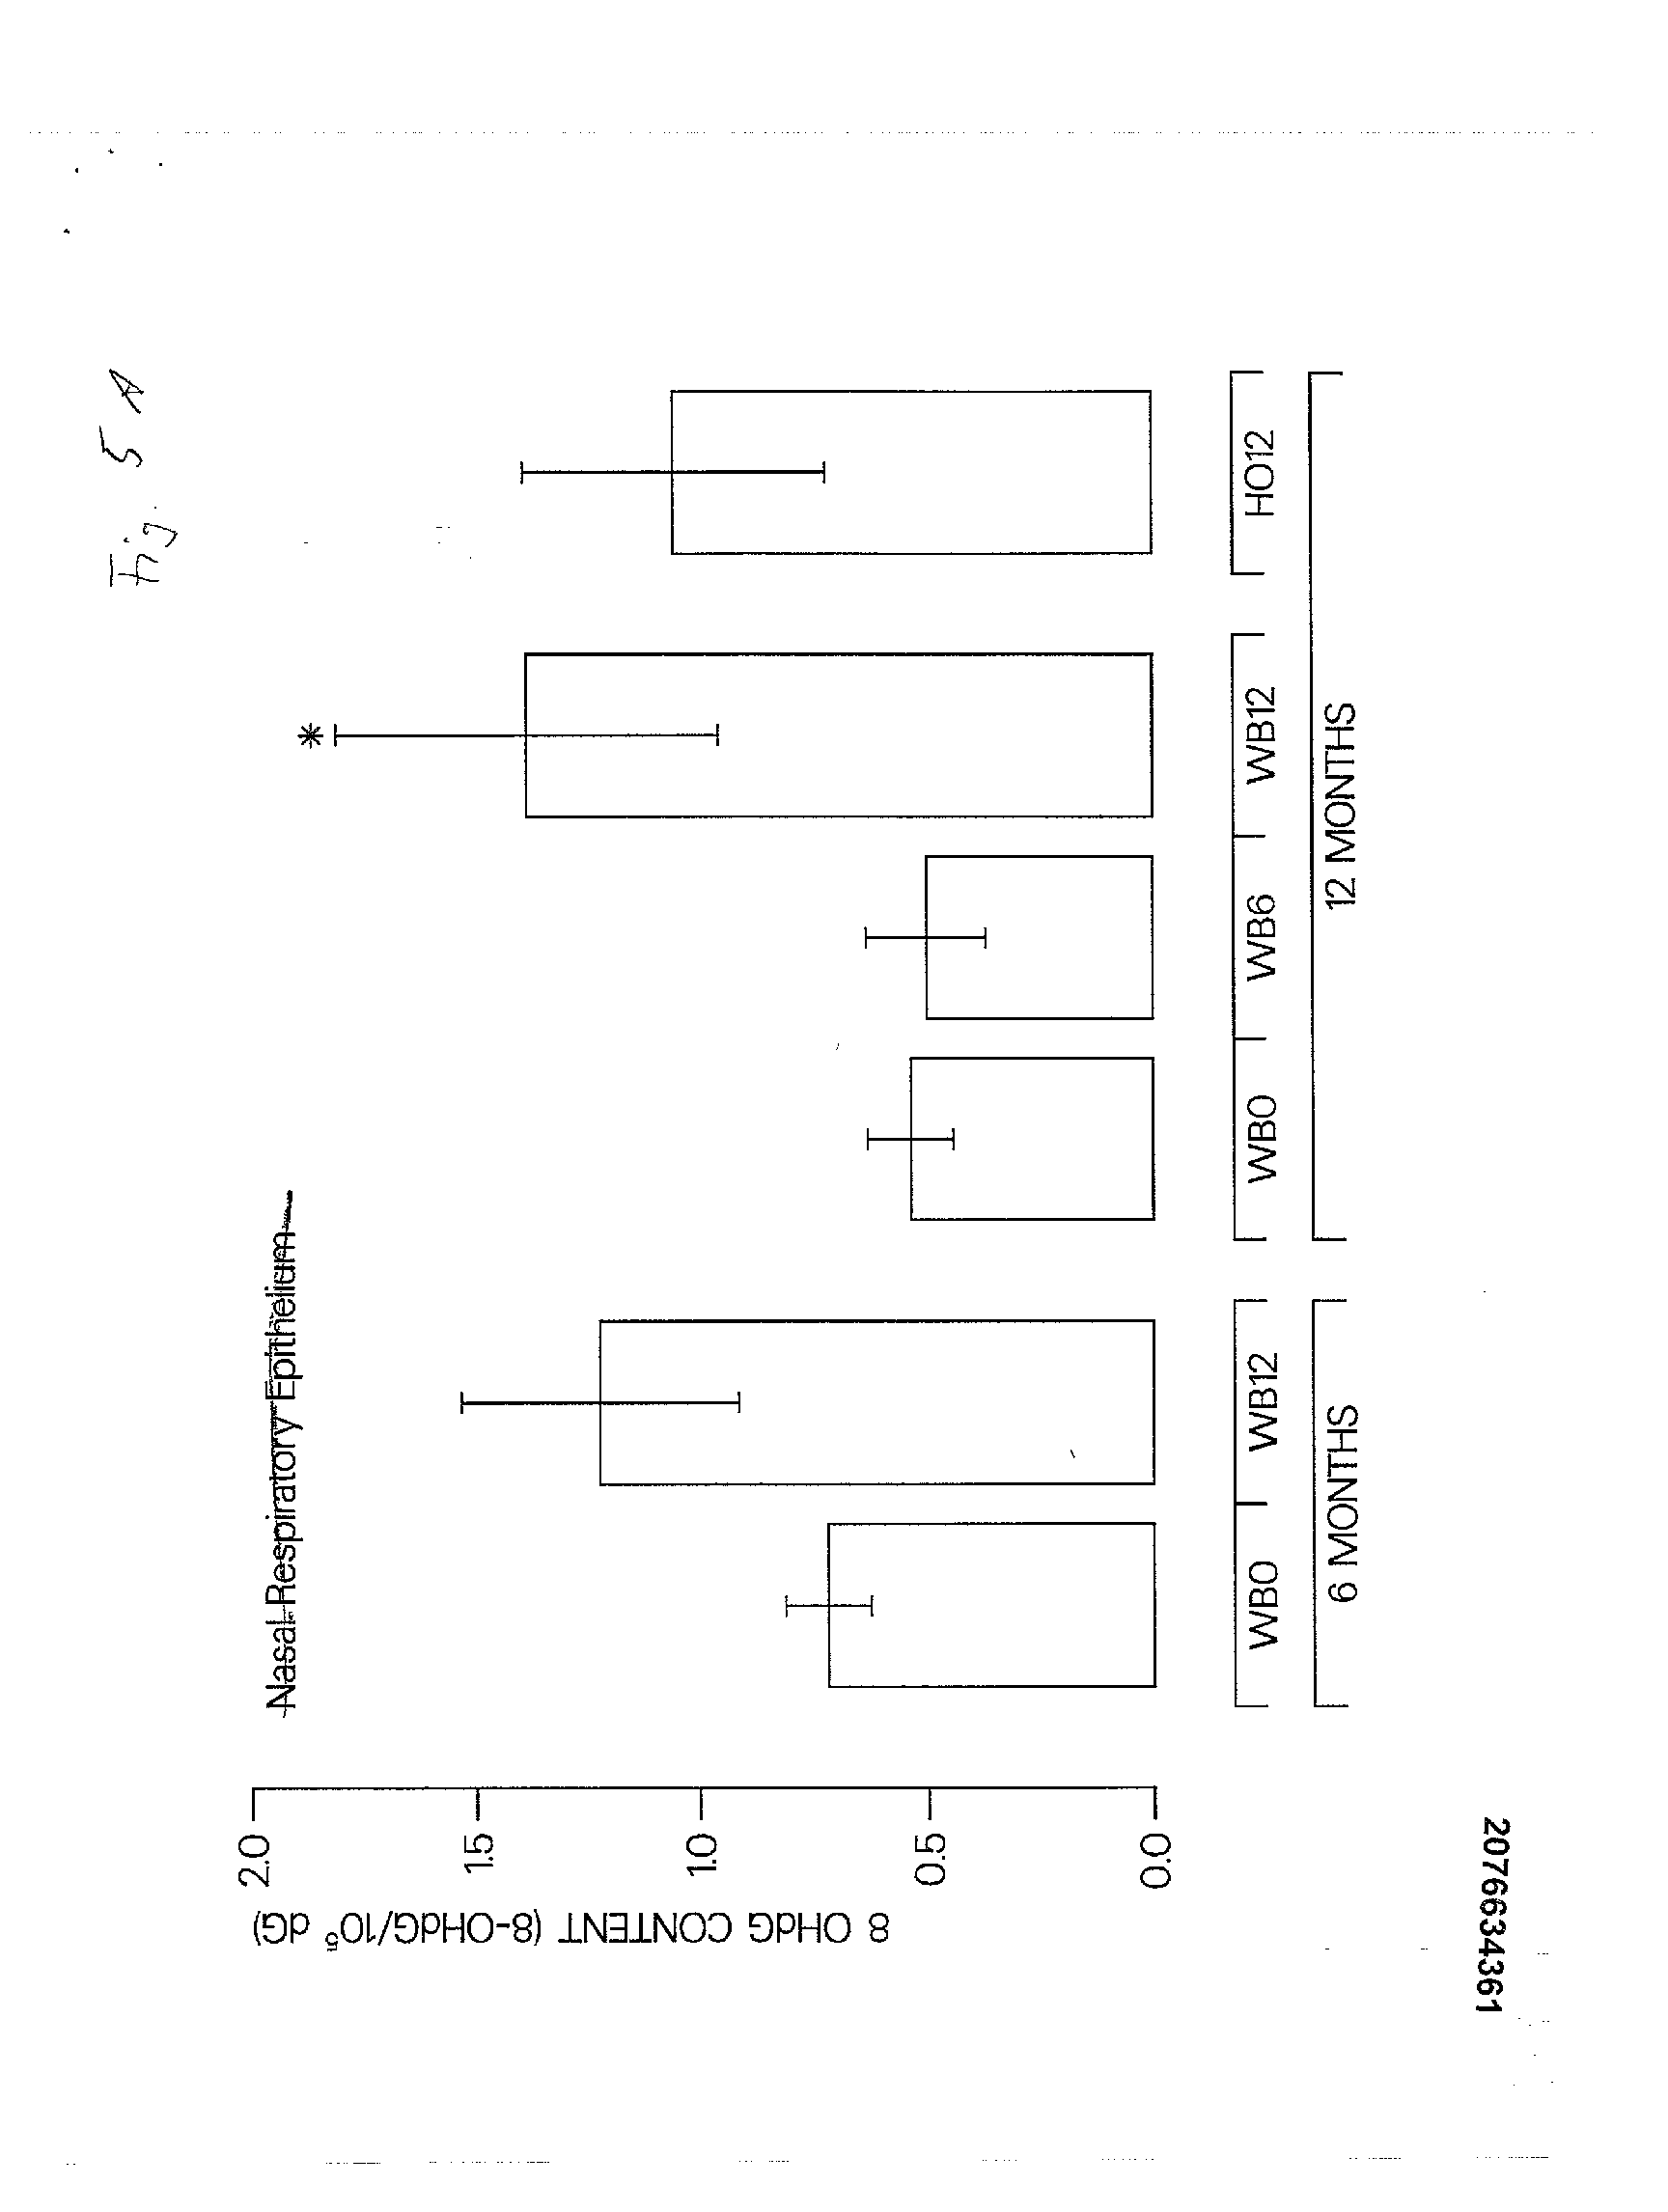 Fig. 5 A
Nasal Respiratory Epithelium
8 OHdG CONTENT (8-OHdG/10⁵ dG)
2.0
1.5
1.0
0.5
0.0
*
WB0 WB12 WB0 WB6 WB12 HO12
6 MONTHS 12 MONTHS
2076634361